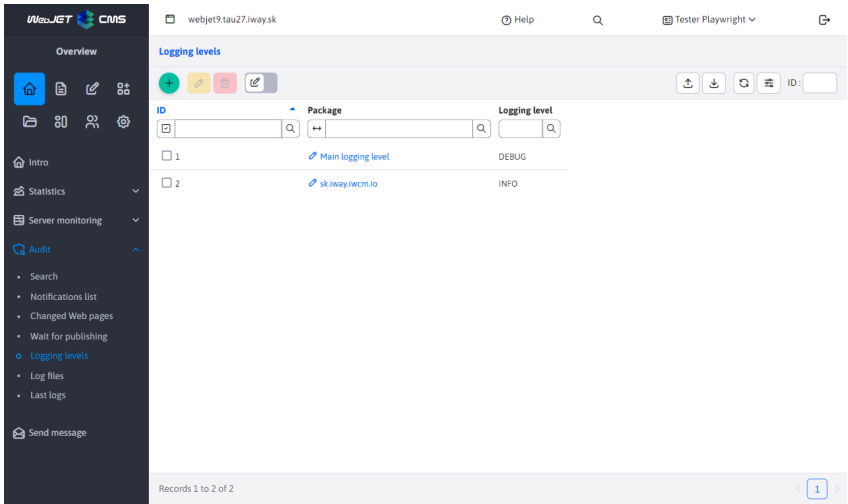 WebJET CMS
webjet9.tau27.iway.sk
Help
Tester Playwright
Overview
Logging levels
ID:
ID
Package
Logging level
1
Main logging level
DEBUG
2
sk.iway.iwcm.io
INFO
Intro
Statistics
Server monitoring
Audit
Search
Notifications list
Changed Web pages
Wait for publishing
Logging levels
Log files
Last logs
Send message
Records 1 to 2 of 2
1